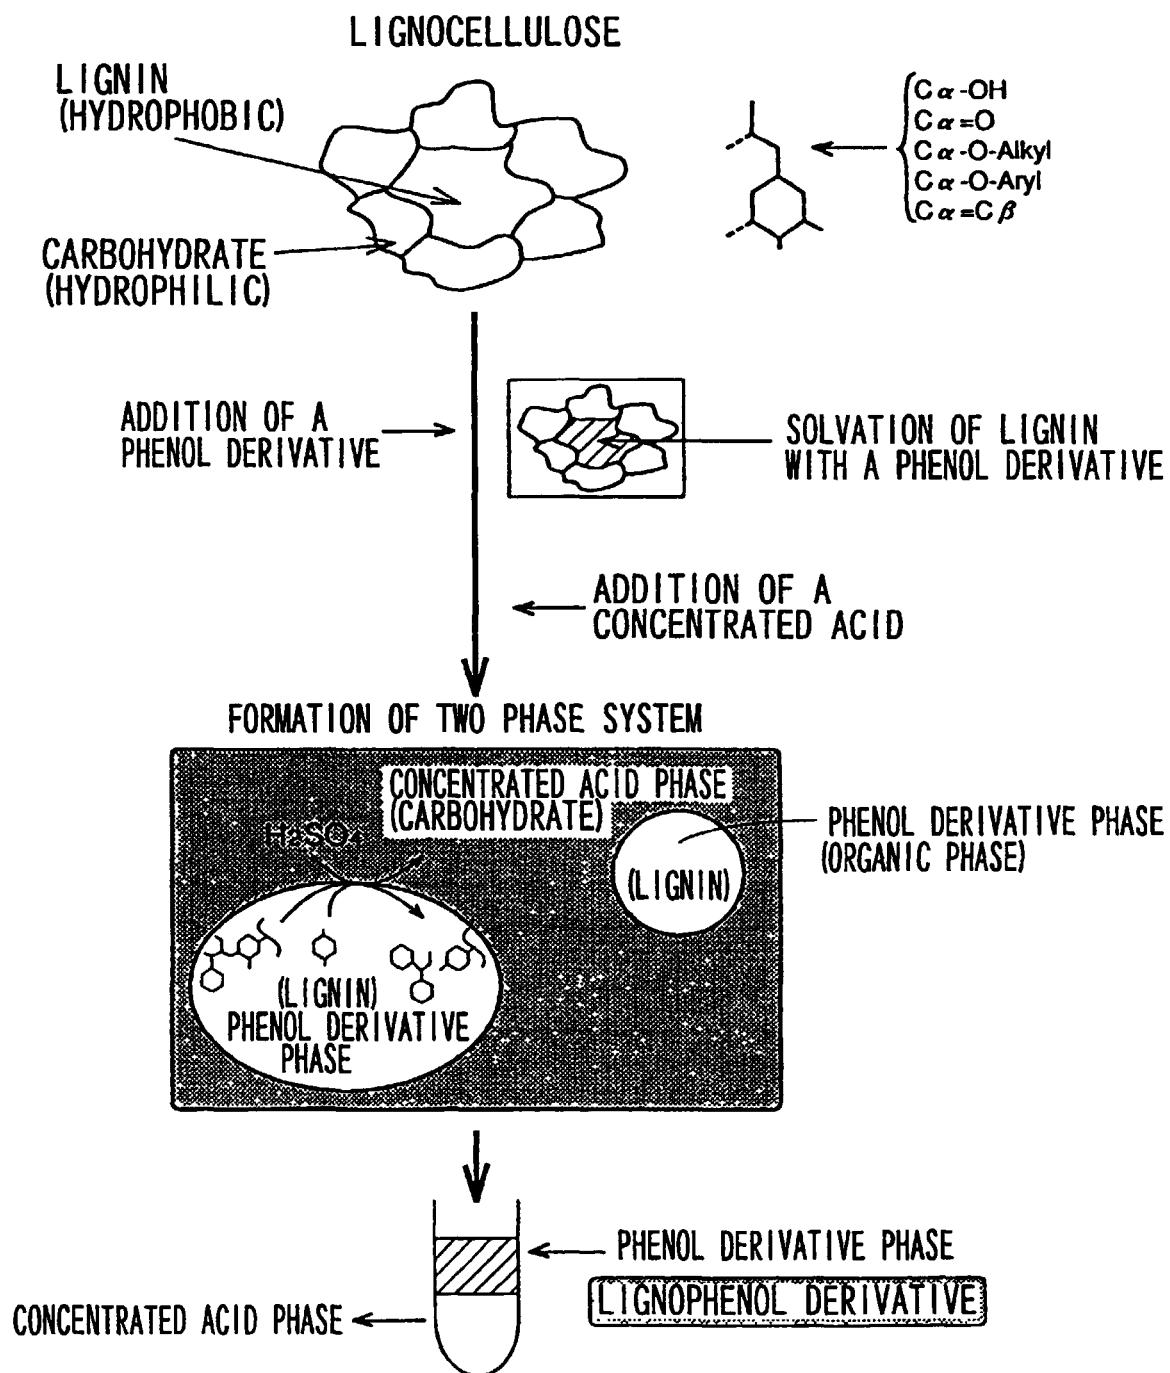 LIGNOCELLULOSE
LIGNIN
(HYDROPHOBIC)
CARBOHYDRATE
(HYDROPHILIC)
Cα-OH
Cα=O
Cα-O-Alkyl
Cα-O-Aryl
Cα=Cβ
ADDITION OF A
PHENOL DERIVATIVE
SOLVATION OF LIGNIN
WITH A PHENOL DERIVATIVE
ADDITION OF A
CONCENTRATED ACID
FORMATION OF TWO PHASE SYSTEM
CONCENTRATED ACID PHASE
(CARBOHYDRATE)
H2SO4
PHENOL DERIVATIVE PHASE
(ORGANIC PHASE)
(LIGNIN)
(LIGNIN)
PHENOL DERIVATIVE
PHASE
PHENOL DERIVATIVE PHASE
LIGNOPHENOL DERIVATIVE
CONCENTRATED ACID PHASE